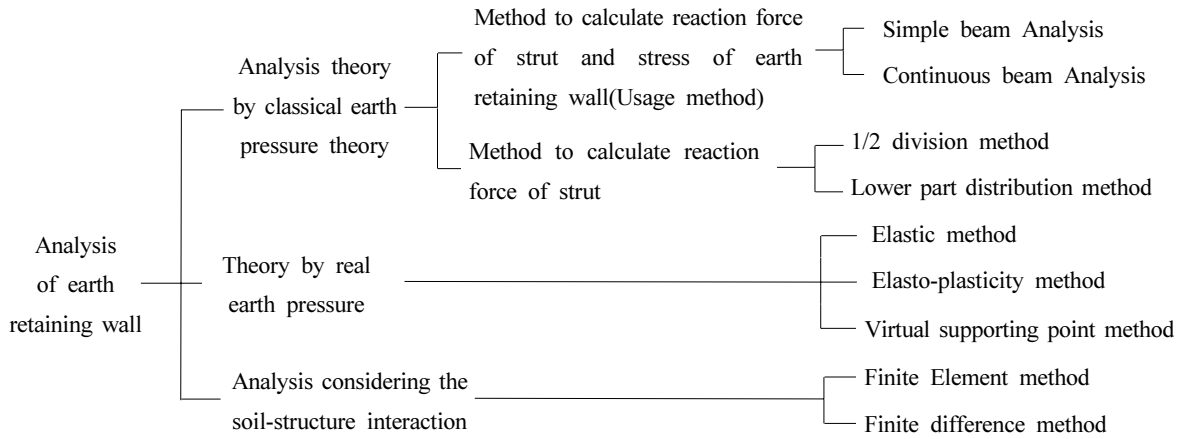 Analysis
of earth
retaining wall
Analysis theory
by classical earth
pressure theory
Method to calculate reaction force
of strut and stress of earth
retaining wall(Usage method)
Simple beam Analysis
Continuous beam Analysis
Method to calculate reaction
force of strut
1/2 division method
Lower part distribution method
Theory by real
earth pressure
Elastic method
Elasto-plasticity method
Virtual supporting point method
Analysis considering the
soil-structure interaction
Finite Element method
Finite difference method